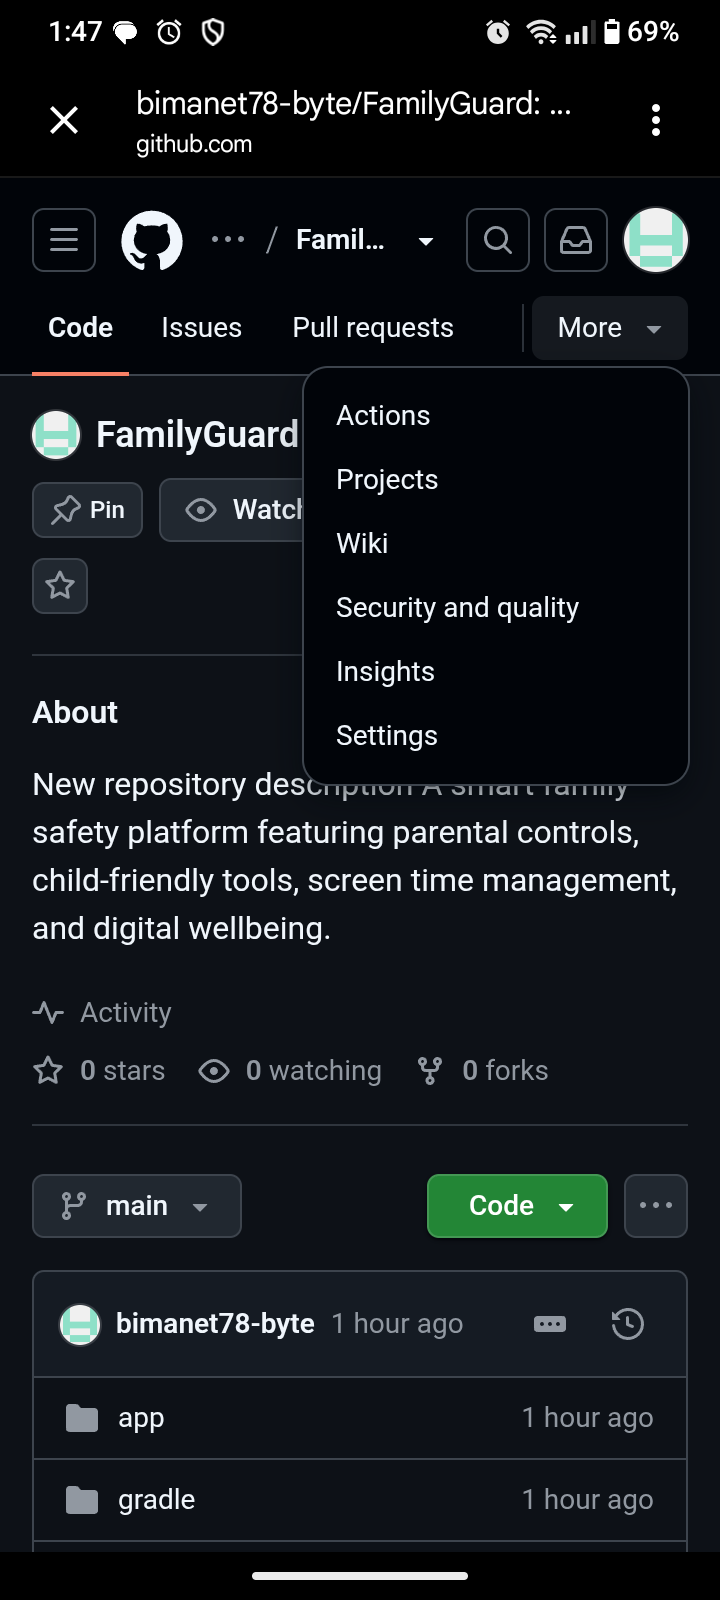 1:47
69%
bimanet78-byte/FamilyGuard: ...
github.com
/ Famil...
Code Issues Pull requests More
Actions
Projects
Wiki
Security and quality
Insights
Settings
FamilyGuard
Pin Watch
About
New repository description A smart family
safety platform featuring parental controls,
child-friendly tools, screen time management,
and digital wellbeing.
Activity
0 stars 0 watching 0 forks
main Code
bimanet78-byte 1 hour ago
app 1 hour ago
gradle 1 hour ago